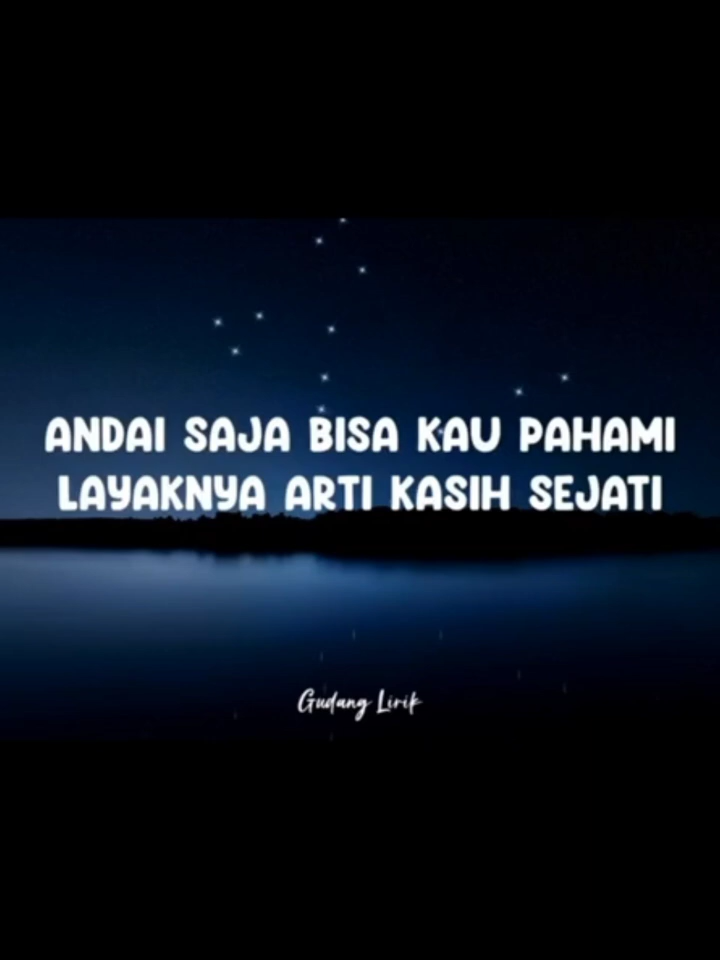 ANDAI SAJA BISA KAU PAHAMI
LAYAKNYA ARTI KASIH SEJATI
Gudang Lirik